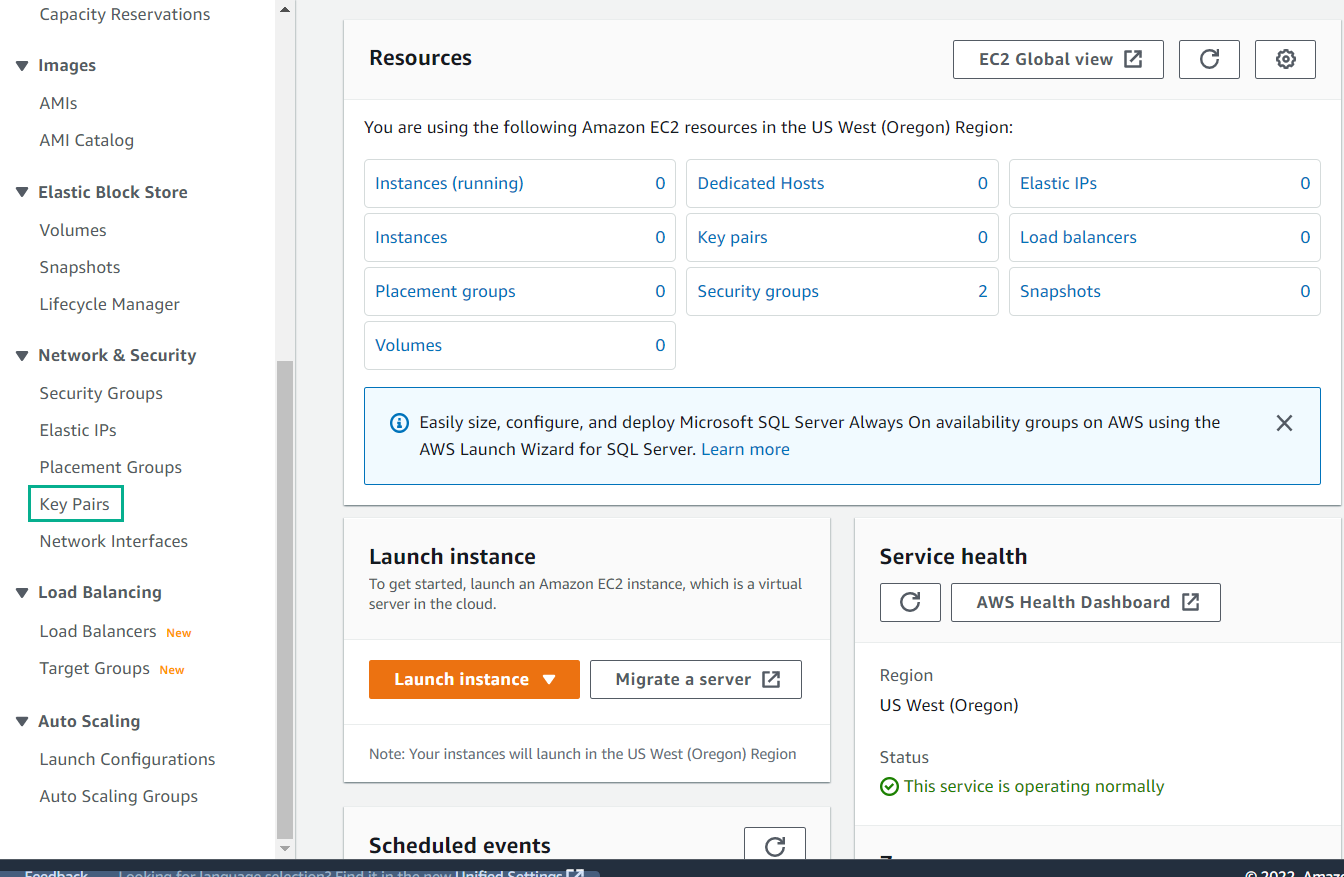 Capacity Reservations
Images
AMIs
AMI Catalog
Elastic Block Store
Volumes
Snapshots
Lifecycle Manager
Network & Security
Security Groups
Elastic IPs
Placement Groups
Key Pairs
Network Interfaces
Load Balancing
Load Balancers New
Target Groups New
Auto Scaling
Launch Configurations
Auto Scaling Groups
Resources
EC2 Global view
You are using the following Amazon EC2 resources in the US West (Oregon) Region:
Instances (running) 0
Dedicated Hosts 0
Elastic IPs 0
Instances 0
Key pairs 0
Load balancers 0
Placement groups 0
Security groups 2
Snapshots 0
Volumes 0
Easily size, configure, and deploy Microsoft SQL Server Always On availability groups on AWS using the
AWS Launch Wizard for SQL Server. Learn more
Launch instance
To get started, launch an Amazon EC2 instance, which is a virtual
server in the cloud.
Launch instance
Migrate a server
Note: Your instances will launch in the US West (Oregon) Region
Scheduled events
Service health
AWS Health Dashboard
Region
US West (Oregon)
Status
This service is operating normally
Feedback
Looking for language selection? Find it in the new Unified Settings
© 2022, Amaz